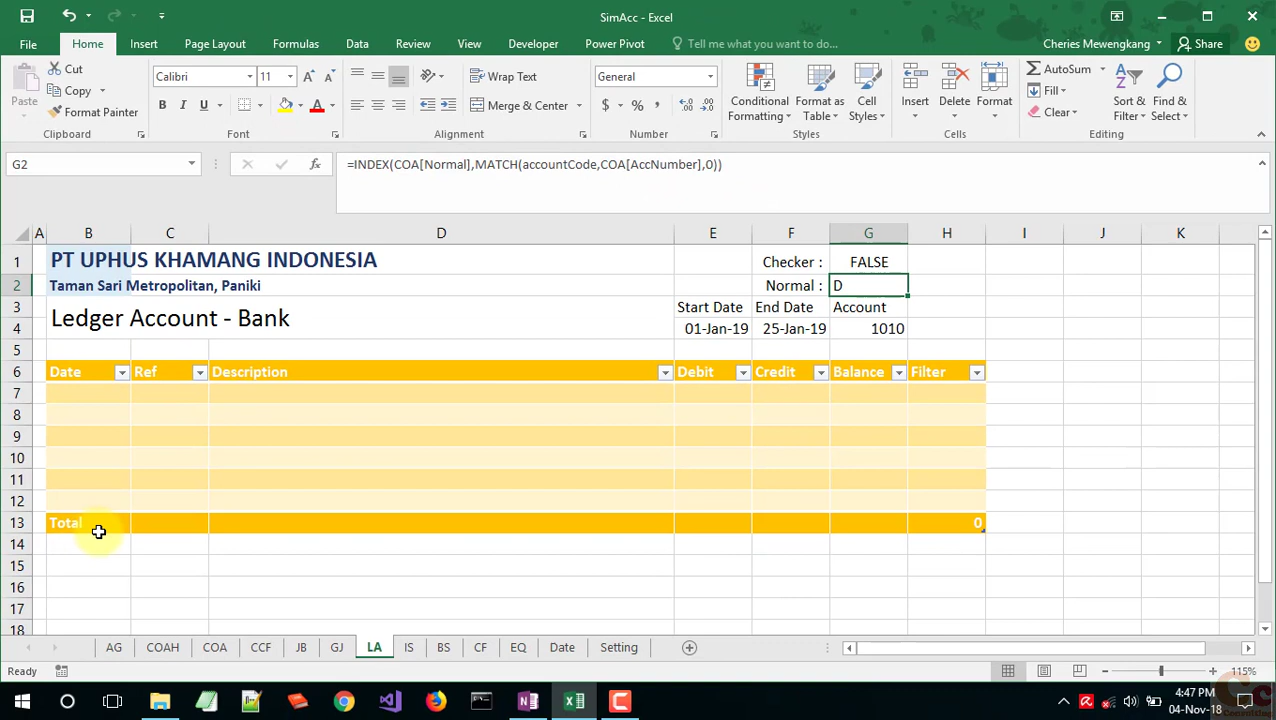 SimAcc - Excel
File Home Insert Page Layout Formulas Data Review View Developer Power Pivot Tell me what you want to do... Cheries Mewengkang Share
Paste Cut Copy Format Painter
Calibri 11
B I U A
Wrap Text
Merge & Center
General
$ % ,
Conditional Formatting Format as Table Cell Styles
Insert Delete Format
AutoSum Fill Clear
Sort & Filter Find & Select
Clipboard Font Alignment Number Styles Cells Editing
G2 fx =INDEX(COA[Normal],MATCH(accountCode,COA[AccNumber],0))
A B C D E F G H I J K
1 PT UPHUS KHAMANG INDONESIA Checker : FALSE
2 Taman Sari Metropolitan, Paniki Normal : D
3 Ledger Account - Bank Start Date End Date Account
4 01-Jan-19 25-Jan-19 1010
5
6 Date Ref Description Debit Credit Balance Filter
7
8
9
10
11
12
13 Total 0
14
15
16
17
18
AG COAH COA CCF JB GJ LA IS BS CF EQ Date Setting
Ready 115%
4:47 PM
04-Nov-18